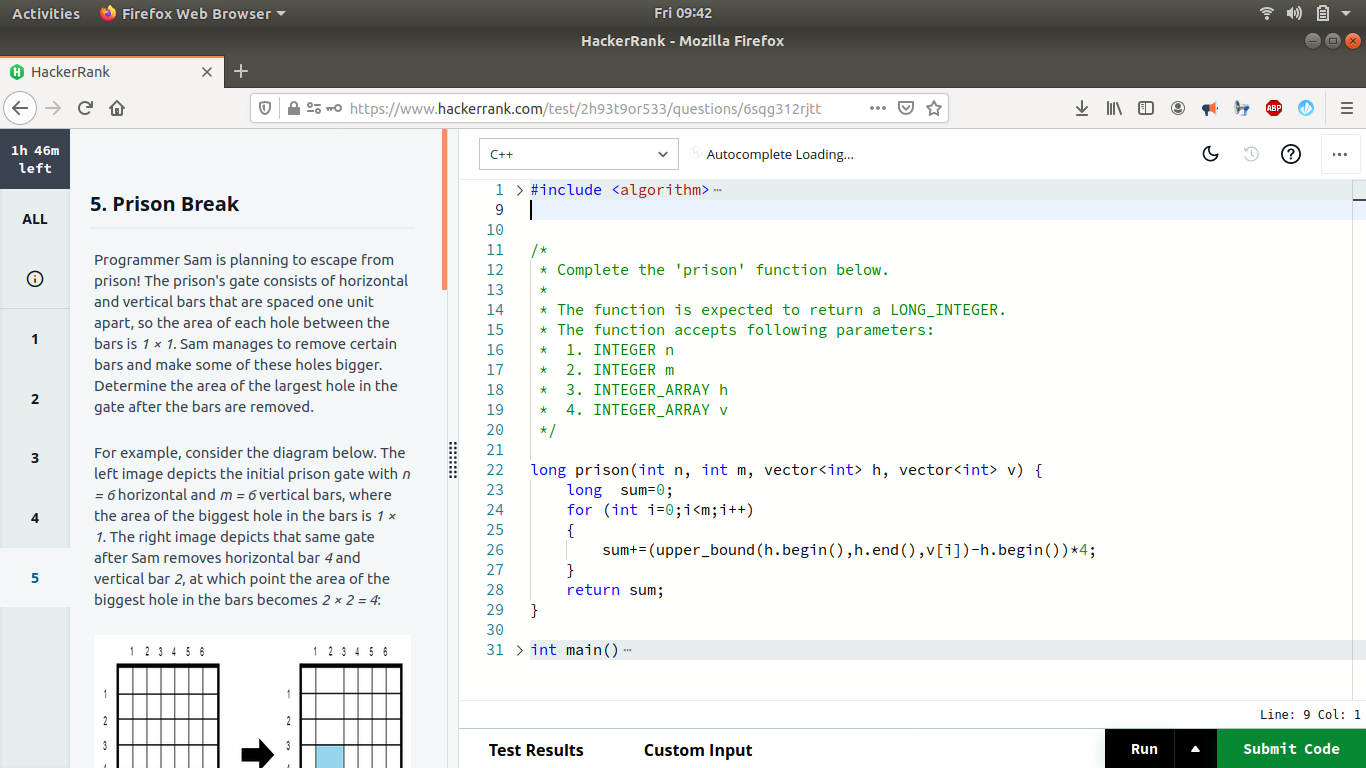 Activities Firefox Web Browser Fri 09:42
HackerRank - Mozilla Firefox
HackerRank
https://www.hackerrank.com/test/2h93t9or533/questions/6sqg312rjtt
ABP
1h 46m
left
ALL
1
2
3
4
5
5. Prison Break
Programmer Sam is planning to escape from
prison! The prison's gate consists of horizontal
and vertical bars that are spaced one unit
apart, so the area of each hole between the
bars is 1 × 1. Sam manages to remove certain
bars and make some of these holes bigger.
Determine the area of the largest hole in the
gate after the bars are removed.
For example, consider the diagram below. The
left image depicts the initial prison gate with n
= 6 horizontal and m = 6 vertical bars, where
the area of the biggest hole in the bars is 1 ×
1. The right image depicts that same gate
after Sam removes horizontal bar 4 and
vertical bar 2, at which point the area of the
biggest hole in the bars becomes 2 × 2 = 4:
1 2 3 4 5 6 1 2 3 4 5 6
1 1
2 2
3 3
C++ Autocomplete Loading...
1 #include <algorithm>
9
10
11 /*
12 * Complete the 'prison' function below.
13 *
14 * The function is expected to return a LONG_INTEGER.
15 * The function accepts following parameters:
16 * 1. INTEGER n
17 * 2. INTEGER m
18 * 3. INTEGER_ARRAY h
19 * 4. INTEGER_ARRAY v
20 */
21
22 long prison(int n, int m, vector<int> h, vector<int> v) {
23 long  sum=0;
24 for (int i=0;i<m;i++)
25 {
26 sum+=(upper_bound(h.begin(),h.end(),v[i])-h.begin())*4;
27 }
28 return sum;
29 }
30
31 int main()
Line: 9 Col: 1
Test Results Custom Input Run Submit Code